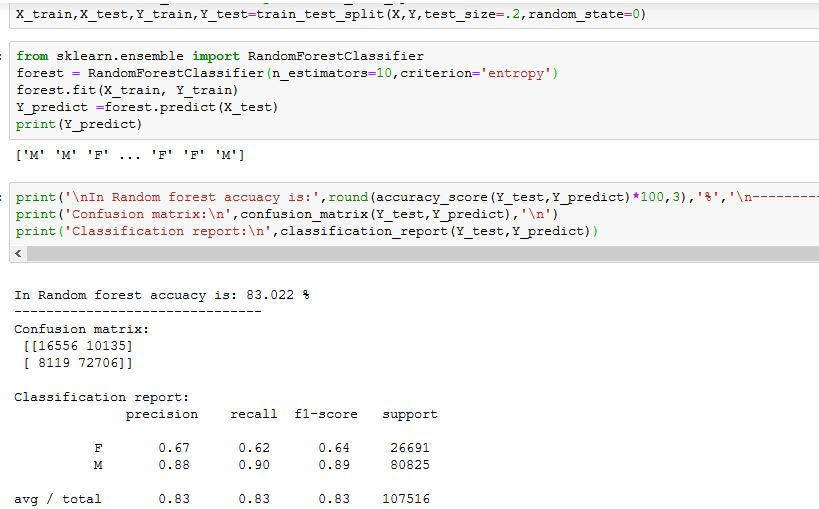 X_train,X_test,Y_train,Y_test=train_test_split(X,Y,test_size=.2,random_state=0)
from sklearn.ensemble import RandomForestClassifier
forest = RandomForestClassifier(n_estimators=10,criterion='entropy')
forest.fit(X_train, Y_train)
Y_predict =forest.predict(X_test)
print(Y_predict)
['M' 'M' 'F' ... 'F' 'F' 'M']
print('\nIn Random forest accuacy is:',round(accuracy_score(Y_test,Y_predict)*100,3),'%','\n---------
print('Confusion matrix:\n',confusion_matrix(Y_test,Y_predict),'\n')
print('Classification report:\n',classification_report(Y_test,Y_predict))
In Random forest accuacy is: 83.022 %
-------------------------------
Confusion matrix:
[[16556 10135]
[ 8119 72706]]
Classification report:
precision recall f1-score support
F 0.67 0.62 0.64 26691
M 0.88 0.90 0.89 80825
avg / total 0.83 0.83 0.83 107516